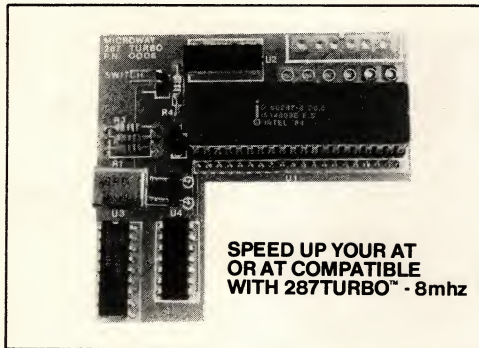 MICROWAY
287 TURBO
P.N. 0006
SWITCH
U2
R4
R1
U1
U3
U4
INTEL '84
SPEED UP YOUR AT
OR AT COMPATIBLE
WITH 287TURBO™ - 8mhz